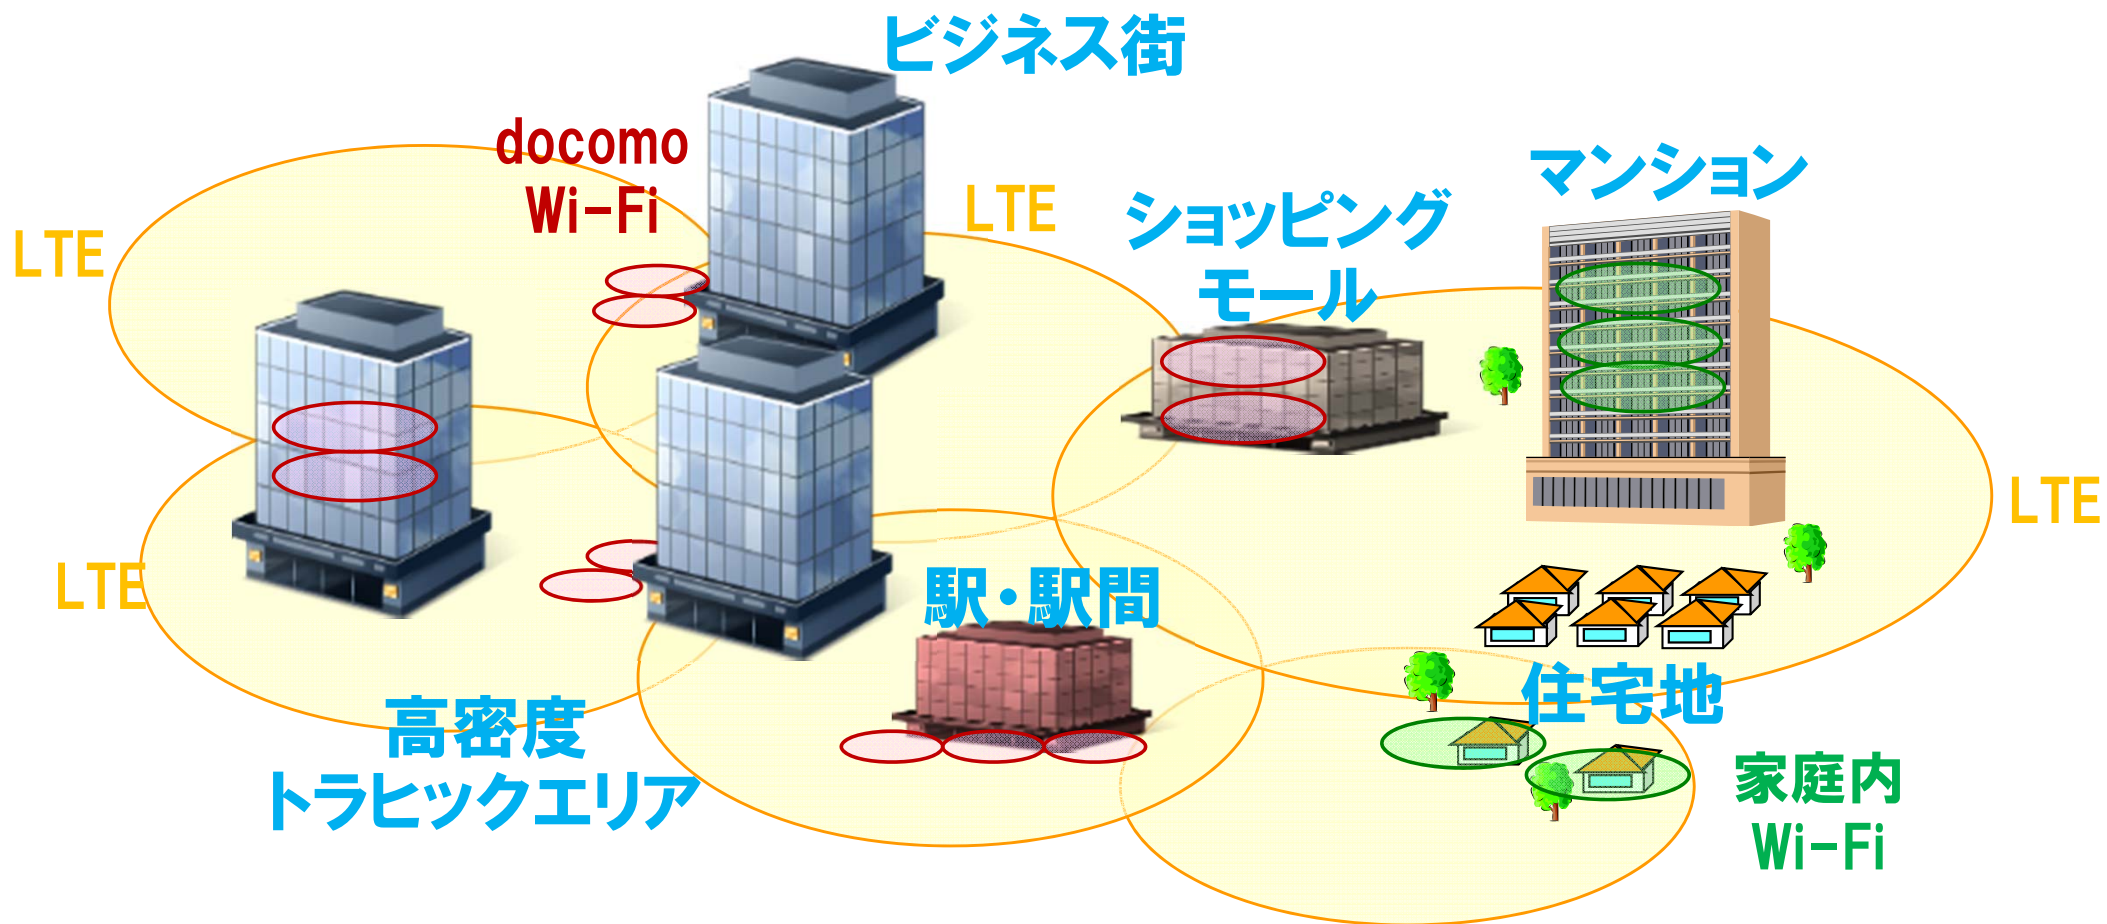 ビジネス街
docomo
Wi-Fi
LTE
LTE
ショッピング
モール
マンション
LTE
LTE
駅・駅間
高密度
トラヒックエリア
住宅地
家庭内
Wi-Fi